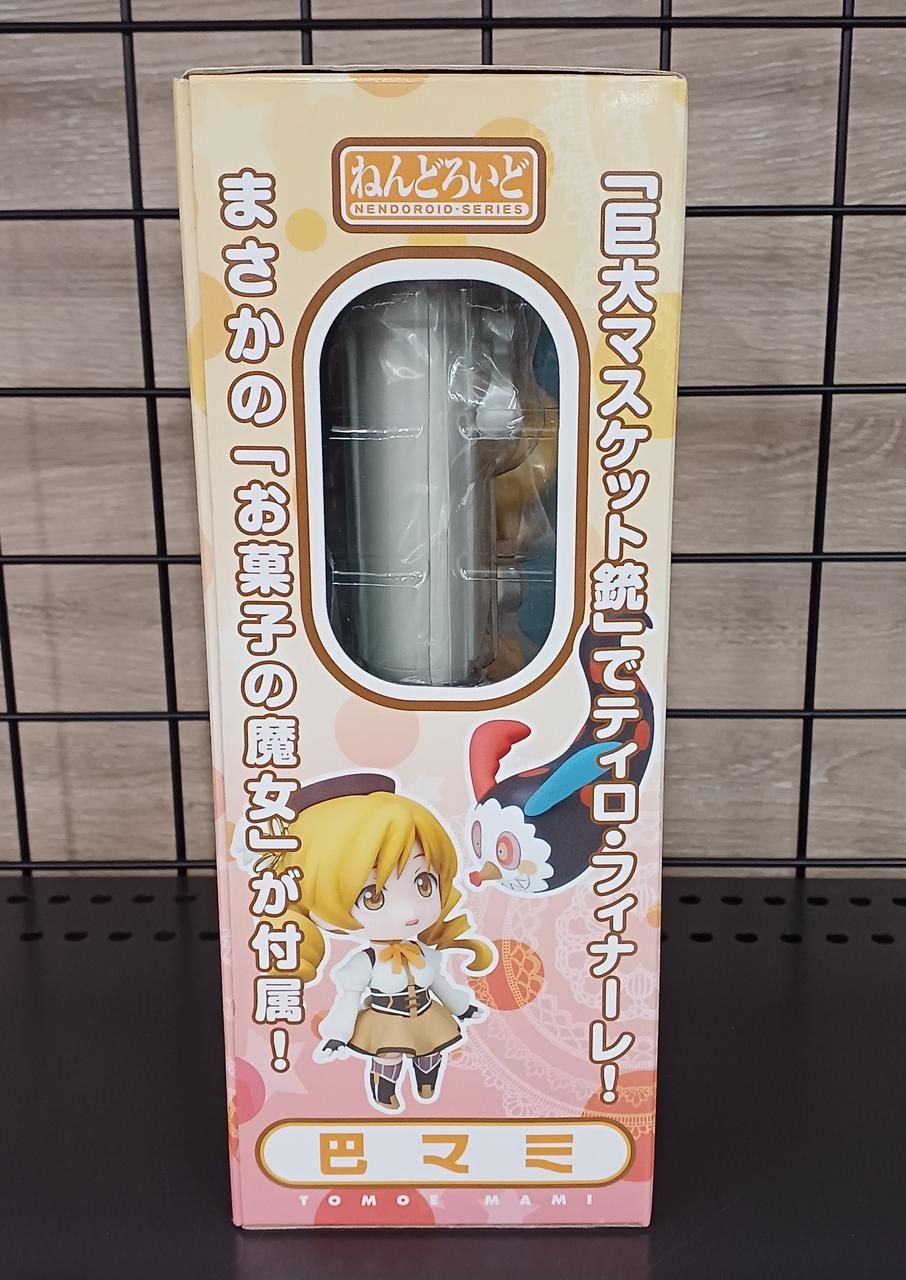 ねんどろいど
NENDOROID-SERIES
「巨大マスケット銃」でティロ・フィナーレ!
まさかの「お菓子の魔女」が付属!
巴マミ
TOMOE MAMI